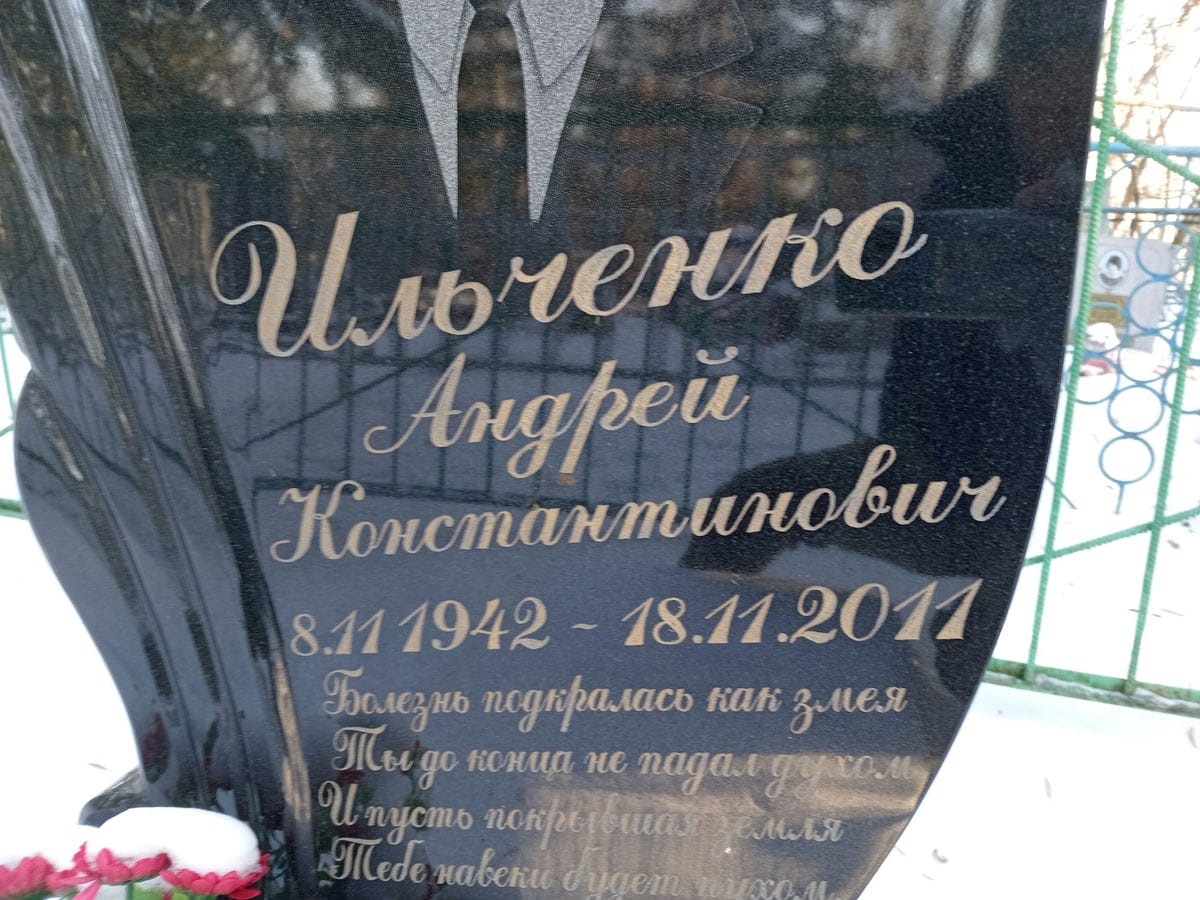 Ильченко
Андрей
Константинович
8.11 1942 - 18.11.2011
Болезнь подкралась как змея
Ты до конца не падал духом
И пусть покрывшая земля
Тебе навеки будет пухом